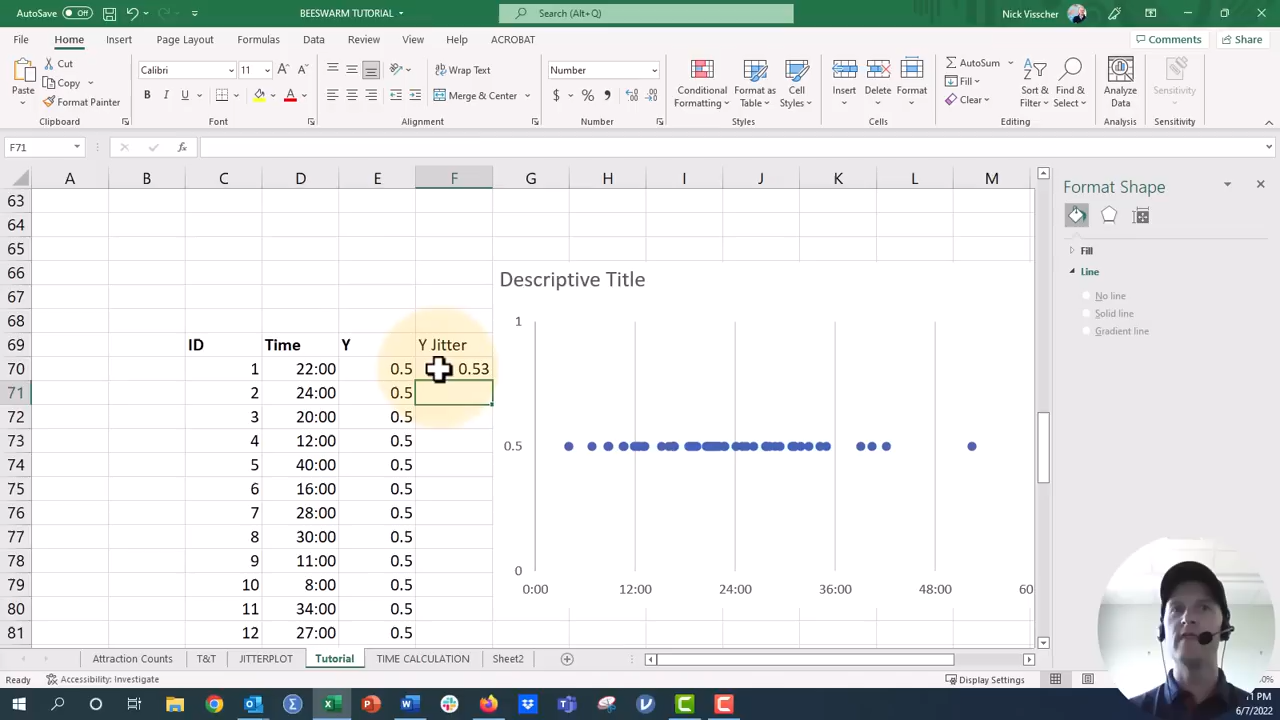 AutoSave Off BEESWARM TUTORIAL Search (Alt+Q) Nick Visscher
File Home Insert Page Layout Formulas Data Review View Help ACROBAT Comments Share
Paste Cut Copy Format Painter Clipboard
Calibri 11 B I U Font
Wrap Text Merge & Center Alignment
Number $ % Number
Conditional Formatting Format as Table Cell Styles Styles
Insert Delete Format Cells
AutoSum Fill Clear Sort & Filter Find & Select Editing
Analyze Data Analysis
Sensitivity Sensitivity
F71 fx
A B C D E F G H I J K L M
63
64
65
66
67
68
69 ID Time Y Y Jitter
70 1 22:00 0.5 0.53
71 2 24:00 0.5
72 3 20:00 0.5
73 4 12:00 0.5
74 5 40:00 0.5
75 6 16:00 0.5
76 7 28:00 0.5
77 8 30:00 0.5
78 9 11:00 0.5
79 10 8:00 0.5
80 11 34:00 0.5
81 12 27:00 0.5
Descriptive Title
1
0.5
0
0:00 12:00 24:00 36:00 48:00 60
Format Shape
Fill
Line
No line
Solid line
Gradient line
Attraction Counts T&T JITTERPLOT Tutorial TIME CALCULATION Sheet2
Ready Accessibility: Investigate Display Settings
6/7/2022